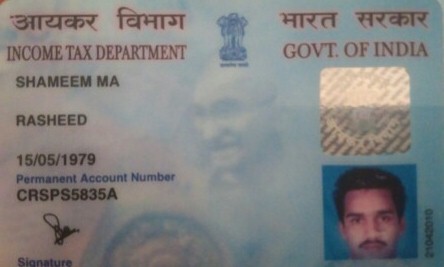 आयकर विभाग
भारत सरकार
INCOME TAX DEPARTMENT
GOVT. OF INDIA
SHAMEEM MA
RASHEED
15/05/1979
Permanent Account Number
CRSPS5835A
Signature
21042010